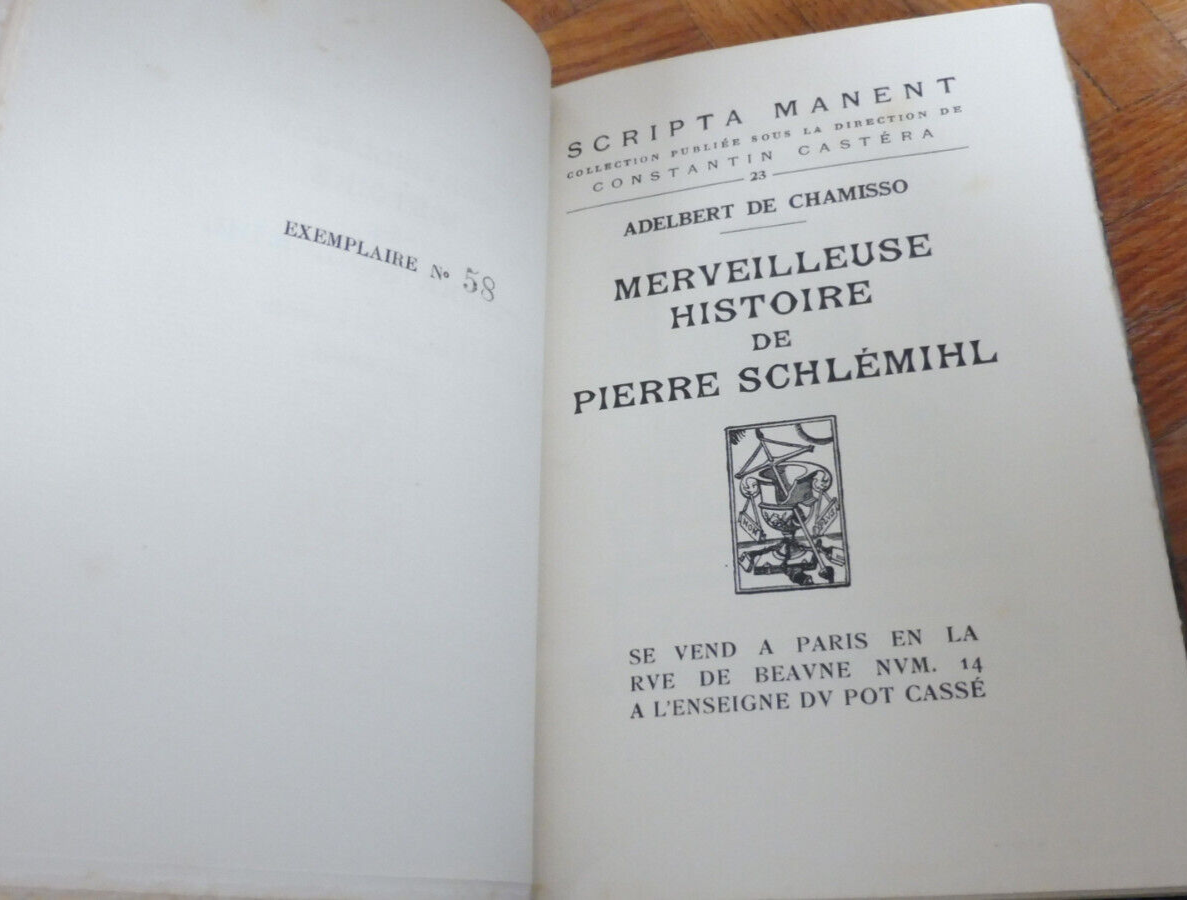 EXEMPLAIRE Nº 58
SCRIPTA MANENT
COLLECTION PUBLIÉE SOUS LA DIRECTION DE
CONSTANTIN CASTÉRA
23
ADELBERT DE CHAMISSO
MERVEILLEUSE
HISTOIRE
DE
PIERRE SCHLÉMIHL
SE VEND A PARIS EN LA
RVE DE BEAVNE NVM. 14
A L'ENSEIGNE DV POT CASSÉ